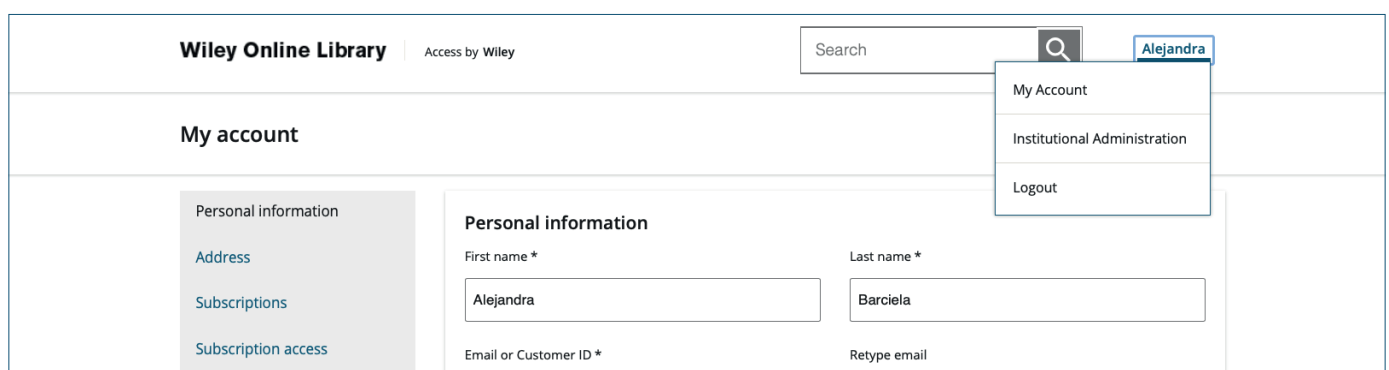 Wiley Online Library Access by Wiley Search Alejandra
My Account
My account
Institutional Administration
Logout
Personal information
Address
Subscriptions
Subscription access
Personal information
First name * Last name *
Alejandra Barciela
Email or Customer ID * Retype email